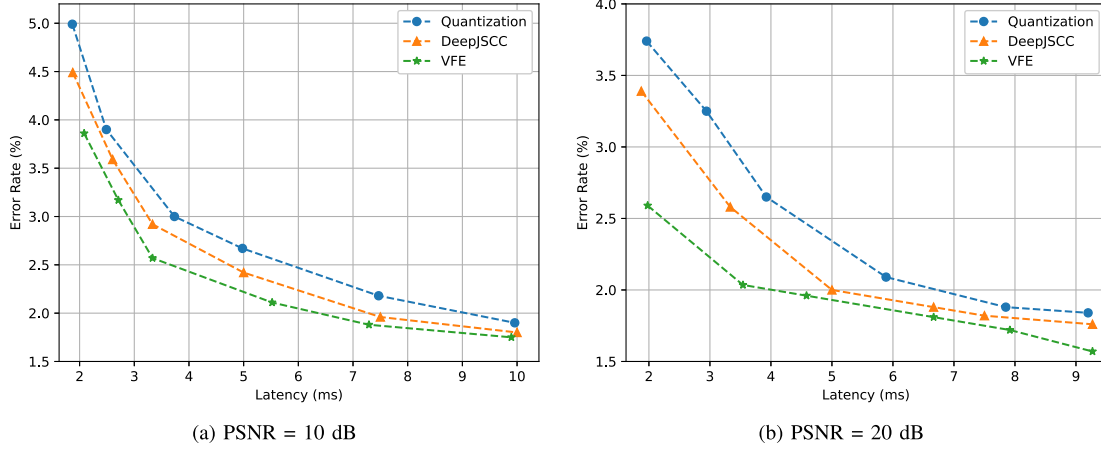 5.0
4.5
4.0
3.5
3.0
2.5
2.0
1.5
Error Rate (%)
2 3 4 5 6 7 8 9 10
Latency (ms)
Quantization
DeepJSCC
VFE
(a) PSNR = 10 dB
4.0
3.5
3.0
2.5
2.0
1.5
Error Rate (%)
2 3 4 5 6 7 8 9
Latency (ms)
Quantization
DeepJSCC
VFE
(b) PSNR = 20 dB